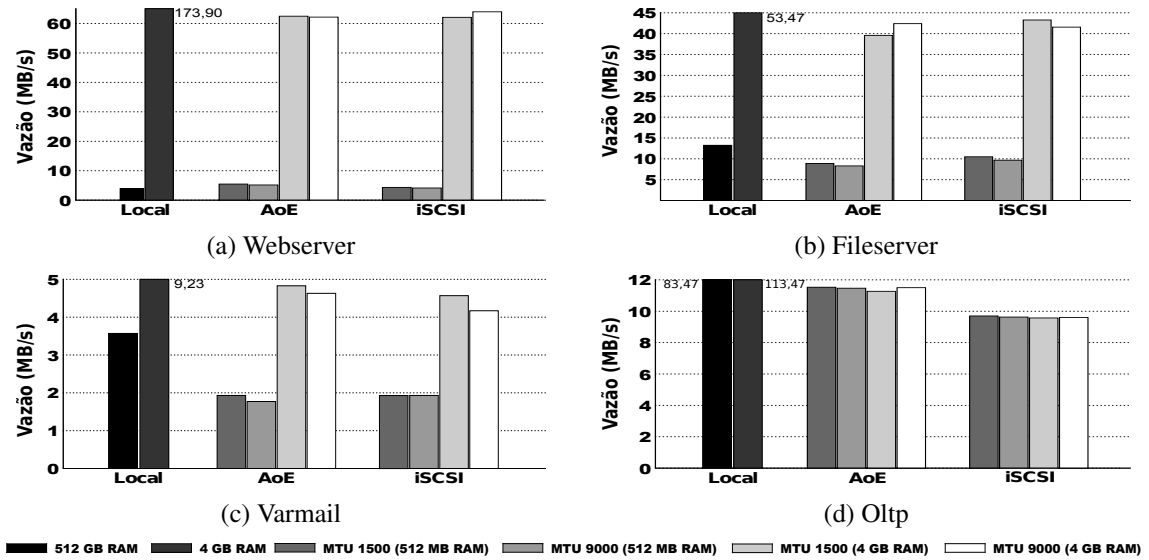 173,90
Vazão (MB/s)
60
50
40
30
20
10
0
Local AoE iSCSI
(a) Webserver
53,47
Vazão (MB/s)
45
40
35
30
25
20
15
10
5
Local AoE iSCSI
(b) Fileserver
9,23
Vazão (MB/s)
5
4
3
2
1
0
Local AoE iSCSI
(c) Varmail
83,47 113,47
Vazão (MB/s)
12
10
8
6
4
2
0
Local AoE iSCSI
(d) Oltp
512 GB RAM 4 GB RAM MTU 1500 (512 MB RAM) MTU 9000 (512 MB RAM) MTU 1500 (4 GB RAM) MTU 9000 (4 GB RAM)